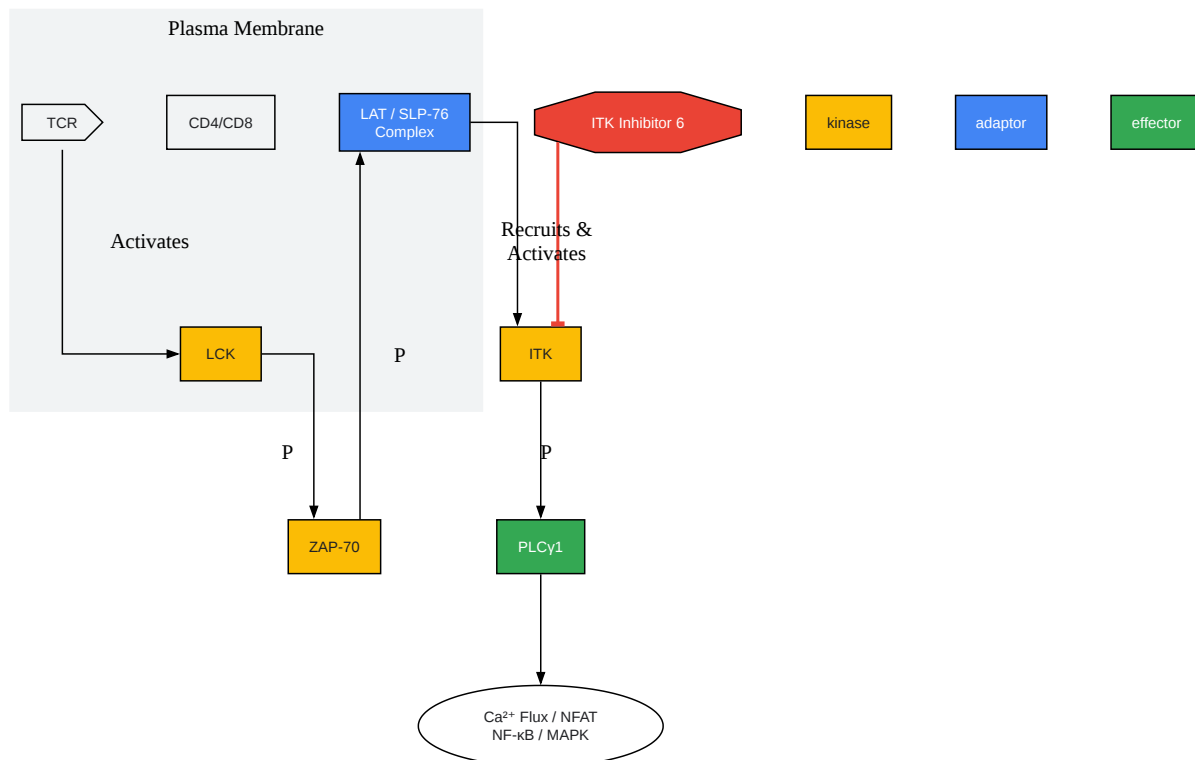 Plasma Membrane
TCR
CD4/CD8
LAT / SLP-76
Complex
ITK Inhibitor 6
kinase
adaptor
effector
Activates
Recruits &
Activates
LCK
P
ITK
P
P
ZAP-70
PLCγ1
Ca²⁺ Flux / NFAT
NF-κB / MAPK